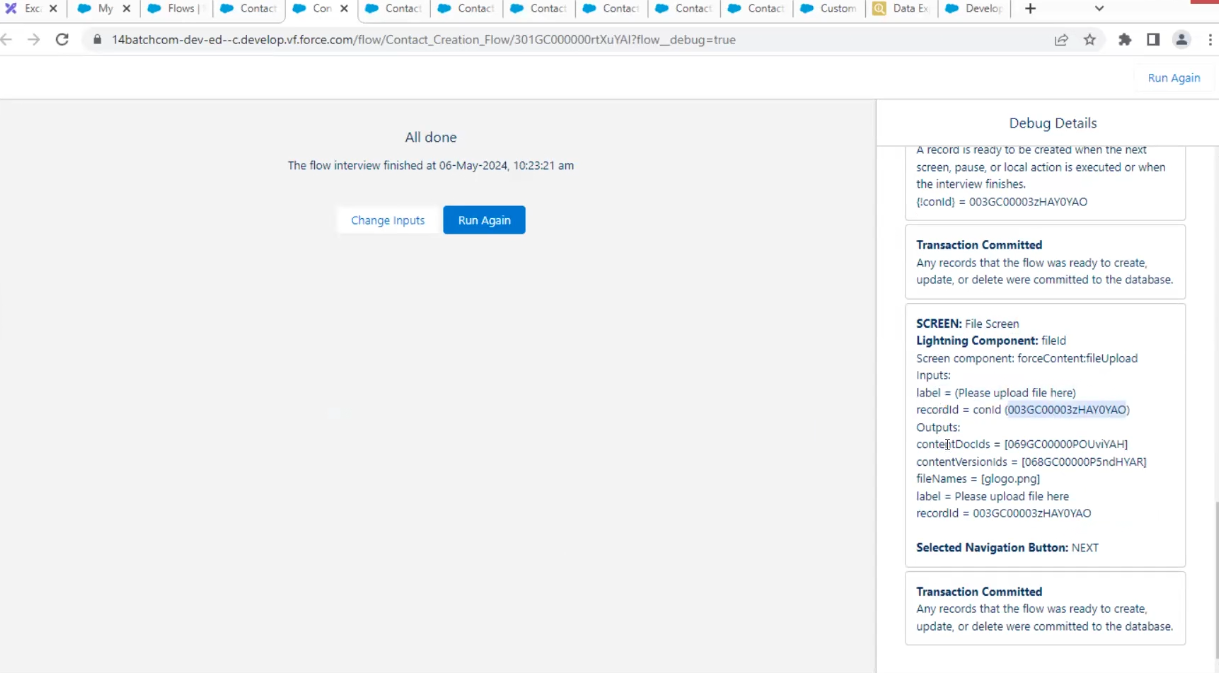 Exc
My
Flows |
Contact
Con
Contact
Contact
Contact
Contact
Contact
Contact
Custom
Data Ex
Develop
14batchcom-dev-ed--c.develop.vf.force.com/flow/Contact_Creation_Flow/301GC000000rtXuYAI?flow__debug=true
Run Again
All done
The flow interview finished at 06-May-2024, 10:23:21 am
Change Inputs
Run Again
Debug Details
A record is ready to be created when the next
screen, pause, or local action is executed or when
the interview finishes.
{!conId} = 003GC00003zHAY0YAO
Transaction Committed
Any records that the flow was ready to create,
update, or delete were committed to the database.
SCREEN: File Screen
Lightning Component: fileId
Screen component: forceContent:fileUpload
Inputs:
label = (Please upload file here)
recordId = conId (003GC00003zHAY0YAO)
Outputs:
contentDocIds = [069GC00000POUviYAH]
contentVersionIds = [068GC00000P5ndHYAR]
fileNames = [glogo.png]
label = Please upload file here
recordId = 003GC00003zHAY0YAO
Selected Navigation Button: NEXT
Transaction Committed
Any records that the flow was ready to create,
update, or delete were committed to the database.